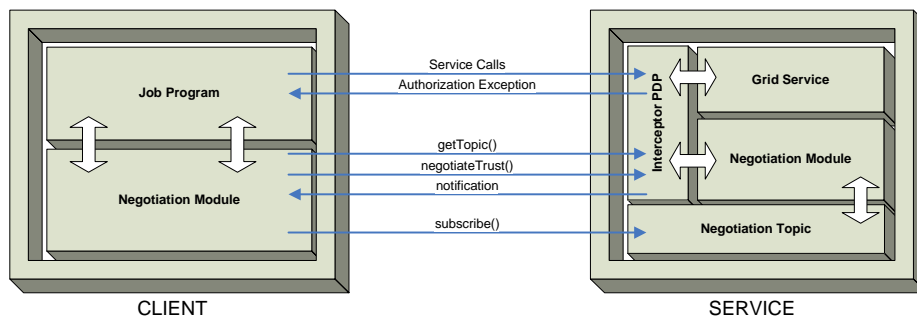 Job Program
Negotiation Module
Service Calls
Authorization Exception
getTopic()
negotiateTrust()
notification
subscribe()
Interceptor PDP
Grid Service
Negotiation Module
Negotiation Topic
CLIENT
SERVICE